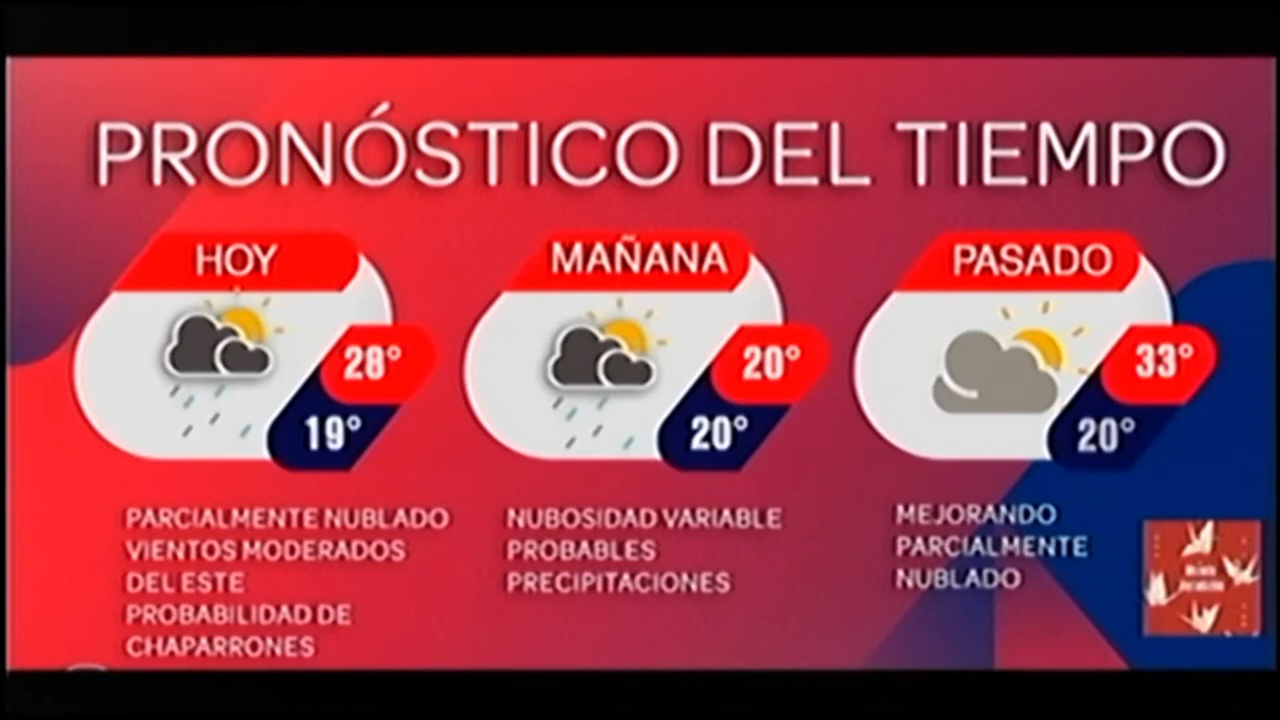 PRONÓSTICO DEL TIEMPO
HOY
28°
19°
PARCIALMENTE NUBLADO
VIENTOS MODERADOS
DEL ESTE
PROBABILIDAD DE
CHAPARRONES
MAÑANA
20°
20°
NUBOSIDAD VARIABLE
PROBABLES
PRECIPITACIONES
PASADO
33°
20°
MEJORANDO
PARCIALMENTE
NUBLADO